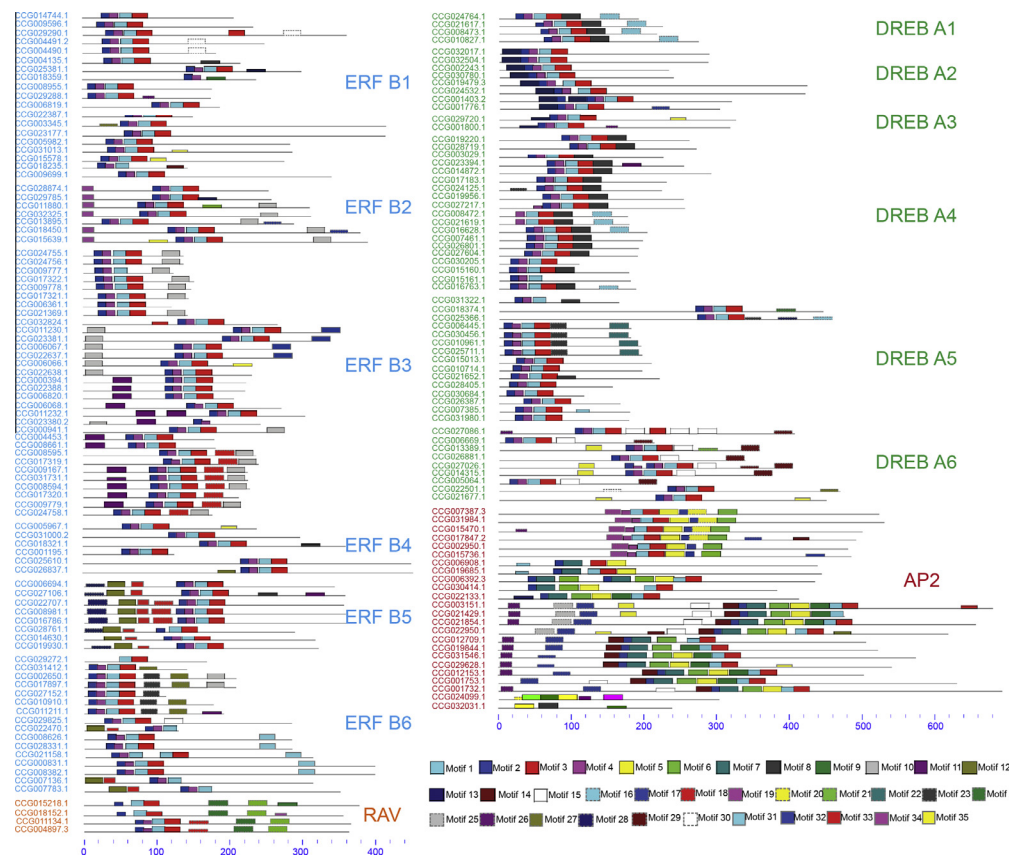 CCG014744.1
CCG009596.1
CCG029290.1
CCG004491.2
CCG004490.1
CCG004135.1
CCG025381.1
CCG018359.1
CCG008955.1
CCG029288.1
CCG006819.1
CCG022387.1
CCG003345.1
CCG023177.1
CCG005982.1
CCG031013.1
CCG015578.1
CCG018235.1
CCG009699.1
ERF B1
CCG028874.1
CCG029785.1
CCG011880.1
CCG032325.1
CCG013895.1
CCG018450.1
CCG015639.1
ERF B2
CCG024755.1
CCG024756.1
CCG009777.1
CCG017322.1
CCG009778.1
CCG017321.1
CCG006361.1
CCG021369.1
CCG032824.1
CCG011230.1
CCG023381.1
CCG006067.1
CCG022637.1
CCG006066.1
CCG022638.1
CCG000394.1
CCG022388.1
CCG006820.1
CCG006068.1
CCG011232.1
CCG023380.2
CCG000941.1
CCG004453.1
CCG008661.1
CCG008595.1
CCG017319.1
CCG009167.1
CCG031731.1
CCG008594.1
CCG017320.1
CCG009779.1
CCG024758.1
ERF B3
CCG005967.1
CCG031000.2
CCG018321.1
CCG001195.1
CCG025610.1
CCG026837.1
ERF B4
CCG006694.1
CCG027106.1
CCG022707.1
CCG008981.1
CCG016786.1
CCG028761.1
CCG014630.1
CCG019930.1
ERF B5
CCG029272.1
CCG031412.1
CCG002650.1
CCG017897.1
CCG027152.1
CCG010910.1
CCG011211.1
CCG029825.1
CCG022470.1
CCG008626.1
CCG028331.1
CCG021158.1
CCG000831.1
CCG008382.1
CCG007136.1
CCG007783.1
ERF B6
CCG015218.1
CCG018152.1
CCG011134.1
CCG004897.3
RAV
0 100 200 300 400
CCG024764.1
CCG021617.1
CCG008473.1
CCG010827.1
DREB A1
CCG032017.1
CCG032504.1
CCG002243.1
CCG030780.1
CCG019479.3
CCG024532.1
CCG001403.2
CCG001776.1
DREB A2
CCG029720.1
CCG001800.1
DREB A3
CCG019220.1
CCG028719.1
CCG003029.1
CCG023394.1
CCG014872.1
CCG017183.1
CCG024125.1
CCG019956.1
CCG027217.1
CCG008472.1
CCG021619.1
CCG016628.1
CCG007461.1
CCG026801.1
CCG027604.1
CCG030205.1
CCG015160.1
CCG015161.1
CCG016763.1
DREB A4
CCG031322.1
CCG018374.1
CCG025366.1
CCG006445.1
CCG030456.1
CCG010961.1
CCG025711.1
CCG015013.1
CCG010714.1
CCG021652.1
CCG028405.1
CCG030684.1
CCG026387.1
CCG007385.1
CCG031980.1
DREB A5
CCG027086.1
CCG006669.1
CCG013389.1
CCG026881.1
CCG027026.1
CCG014315.1
CCG005064.1
CCG022501.1
CCG021677.1
DREB A6
CCG007387.3
CCG031984.1
CCG015470.1
CCG017847.2
CCG002950.1
CCG015736.1
CCG006908.1
CCG019685.1
CCG006392.3
CCG030414.1
CCG022133.1
CCG003151.1
CCG021429.1
CCG021854.1
CCG022950.1
CCG012709.1
CCG019844.1
CCG031546.1
CCG029628.1
CCG012153.1
CCG001753.1
CCG001732.1
CCG024099.1
CCG032031.1
AP2
0 100 200 300 400 500 600
Motif 1 Motif 2 Motif 3 Motif 4 Motif 5 Motif 6 Motif 7 Motif 8 Motif 9 Motif 10 Motif 11 Motif 12
Motif 13 Motif 14 Motif 15 Motif 16 Motif 17 Motif 18 Motif 19 Motif 20 Motif 21 Motif 22 Motif 23 Motif
Motif 25 Motif 26 Motif 27 Motif 28 Motif 29 Motif 30 Motif 31 Motif 32 Motif 33 Motif 34 Motif 35